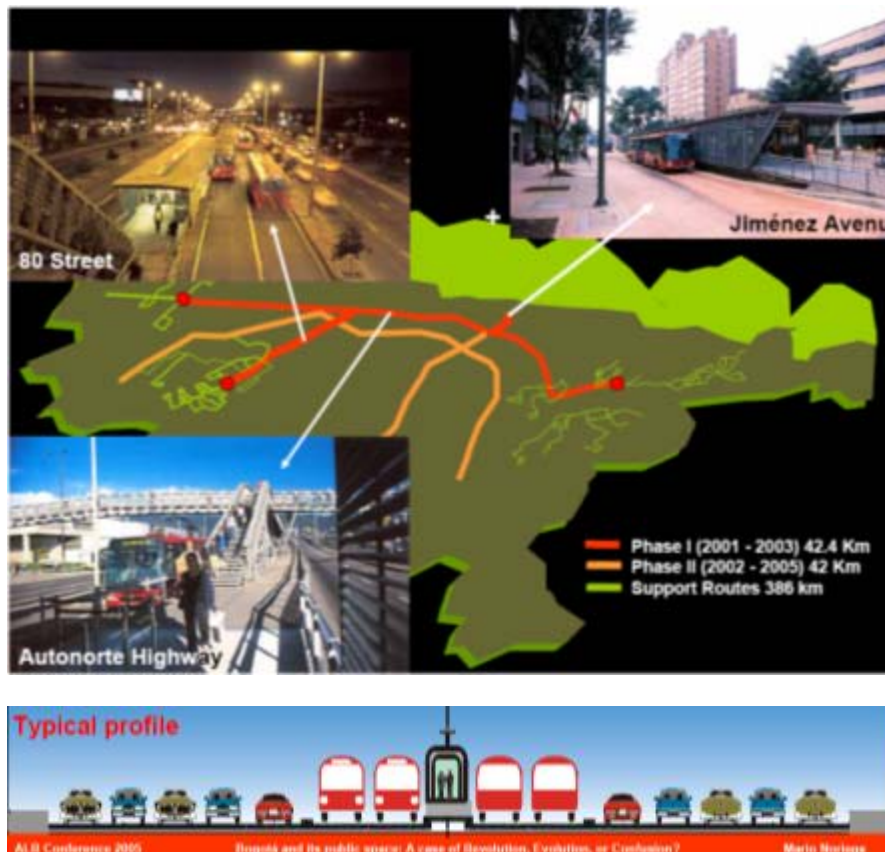 80 Street
Jiménez Avenu
Phase I (2001 - 2003) 42.4 Km
Phase II (2002 - 2005) 42 Km
Support Routes 386 km
Autonorte Highway
Typical profile
ALB Conference 2005
Bogotá and its public space: A case of Revolution, Evolution, or Confusion?
Mario Noriega